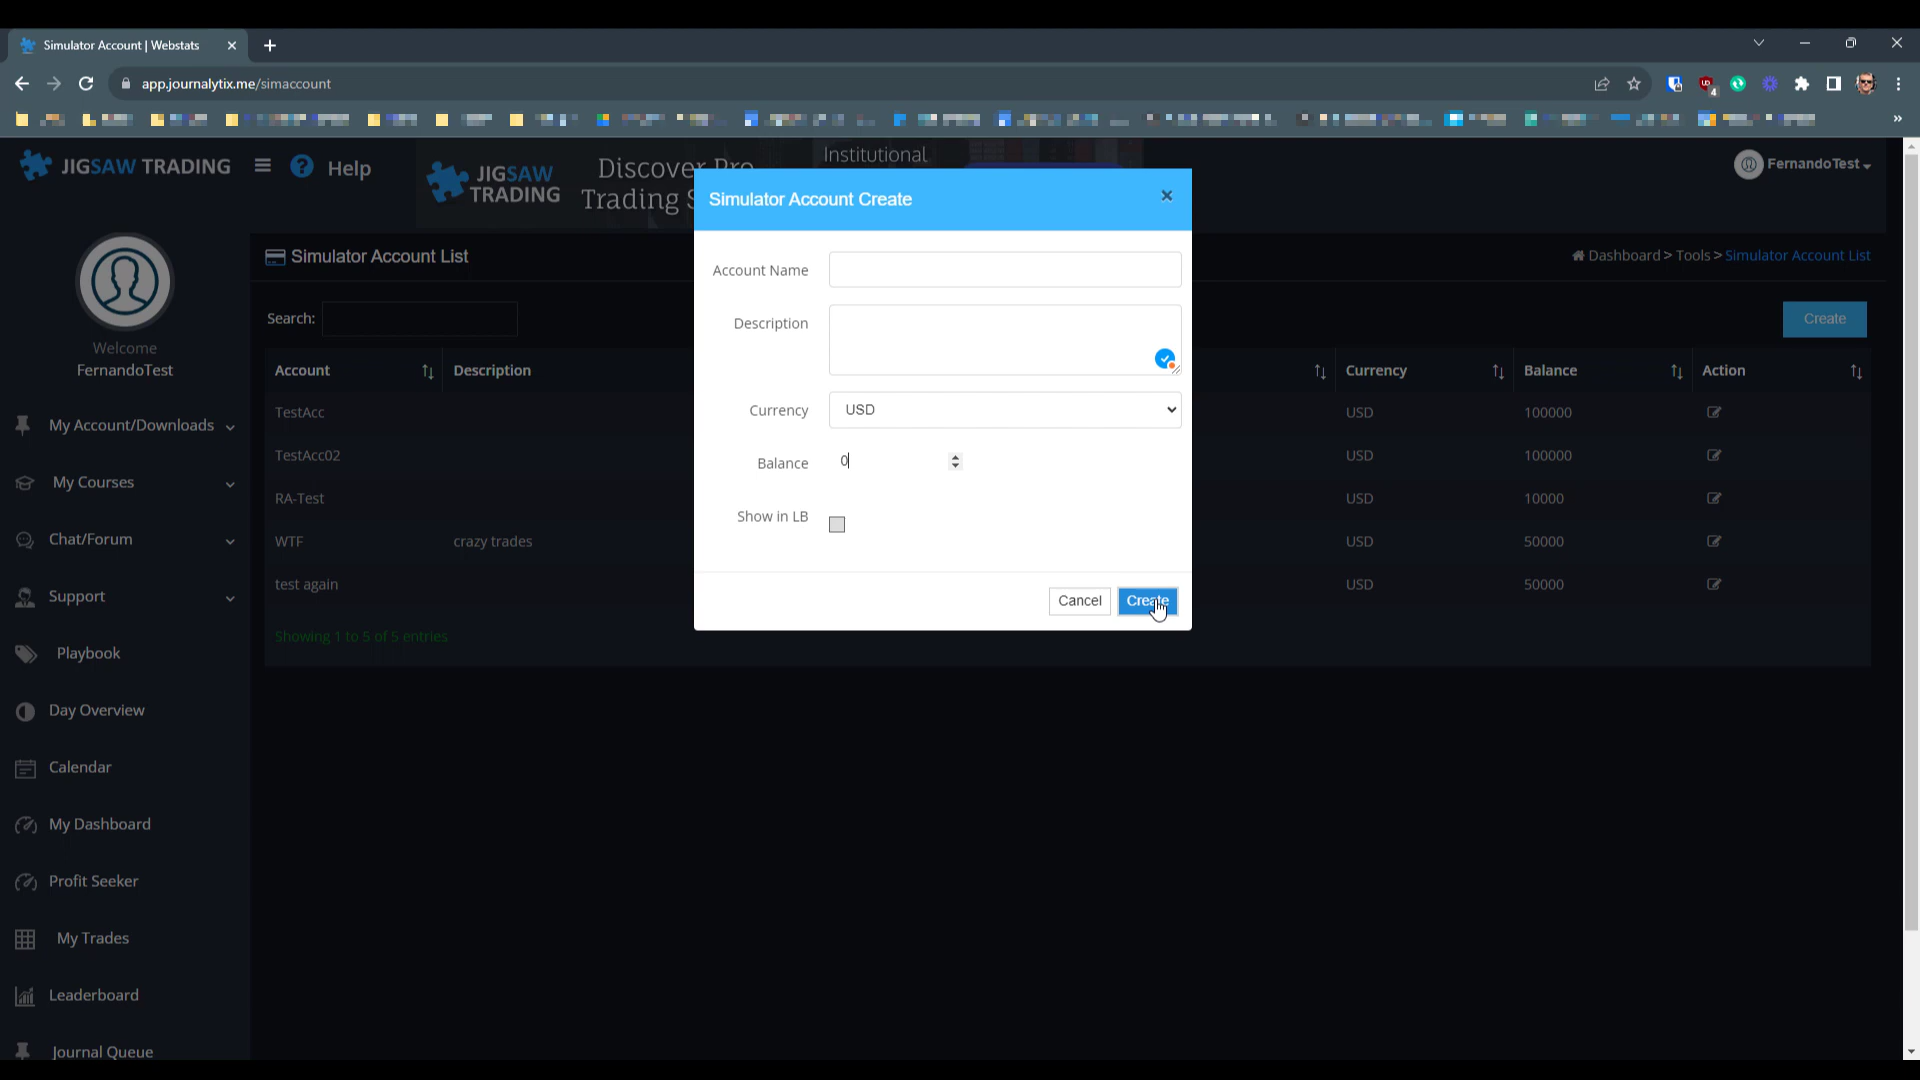 Simulator Account | Webstats
app.journalytix.me/simaccount
4
JIGSAW TRADING
Help
JIGSAW
TRADING
Discover Pro
Trading S
Institutional
FernandoTest
Simulator Account List
Dashboard > Tools > Simulator Account List
Welcome
FernandoTest
My Account/Downloads
My Courses
Chat/Forum
Support
Playbook
Day Overview
Calendar
My Dashboard
Profit Seeker
My Trades
Leaderboard
Journal Queue
Search:
Create
Account Description Currency Balance Action
TestAcc USD 100000
TestAcc02 USD 100000
RA-Test USD 10000
WTF crazy trades USD 50000
test again USD 50000
Showing 1 to 5 of 5 entries
Simulator Account Create
Account Name
Description
Currency USD
Balance 0
Show in LB
Cancel Create